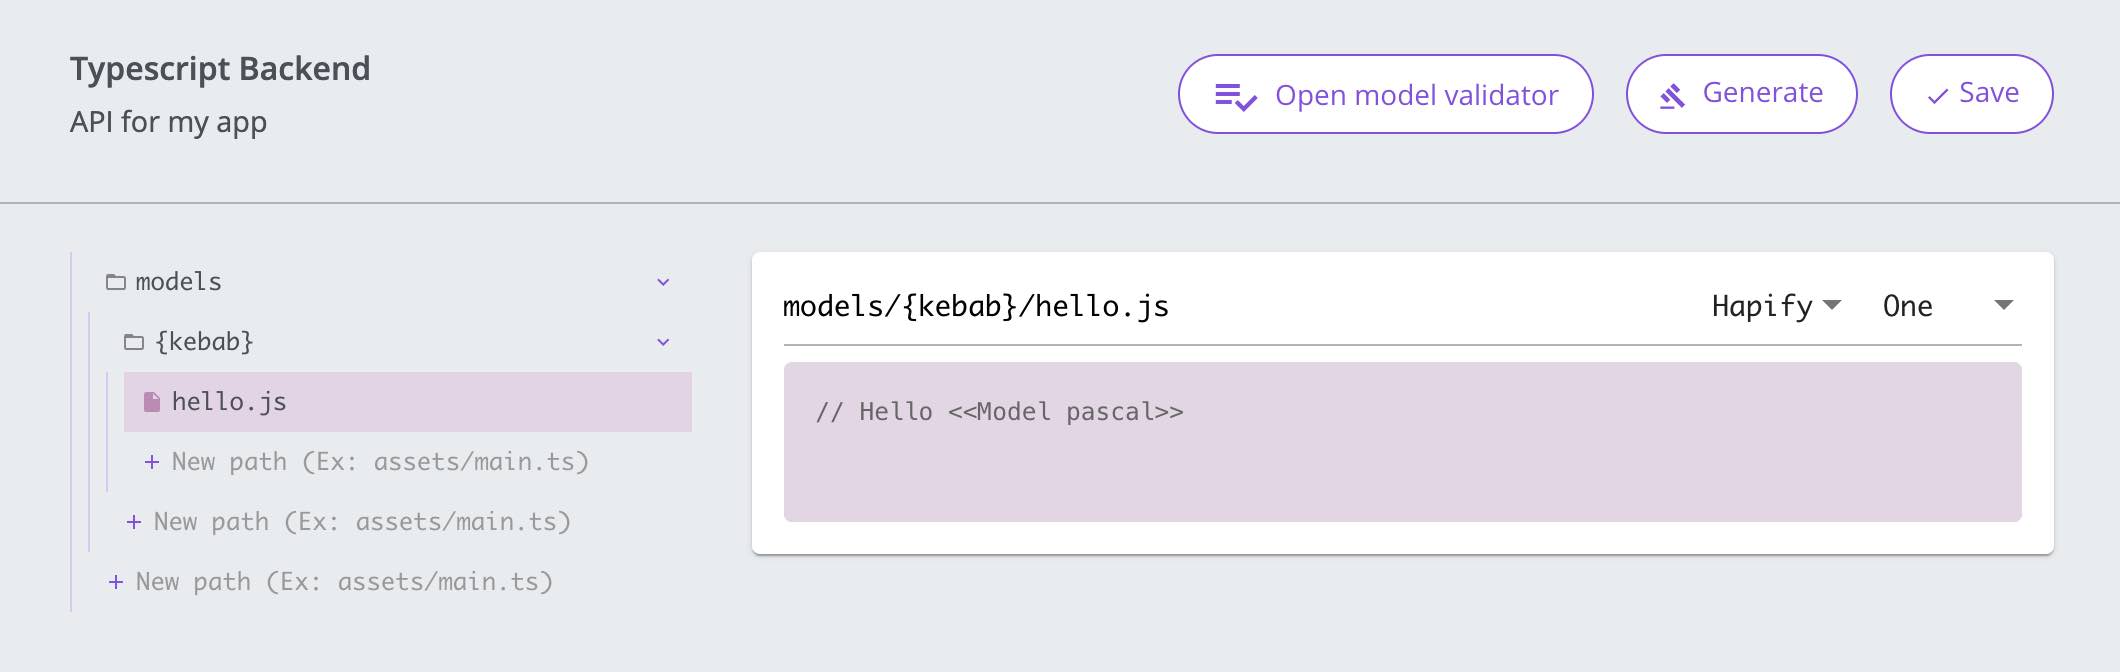 Typescript Backend
API for my app
Open model validator
Generate
Save
models
{kebab}
hello.js
+ New path (Ex: assets/main.ts)
+ New path (Ex: assets/main.ts)
+ New path (Ex: assets/main.ts)
models/{kebab}/hello.js
Hapify
One
// Hello <<Model pascal>>